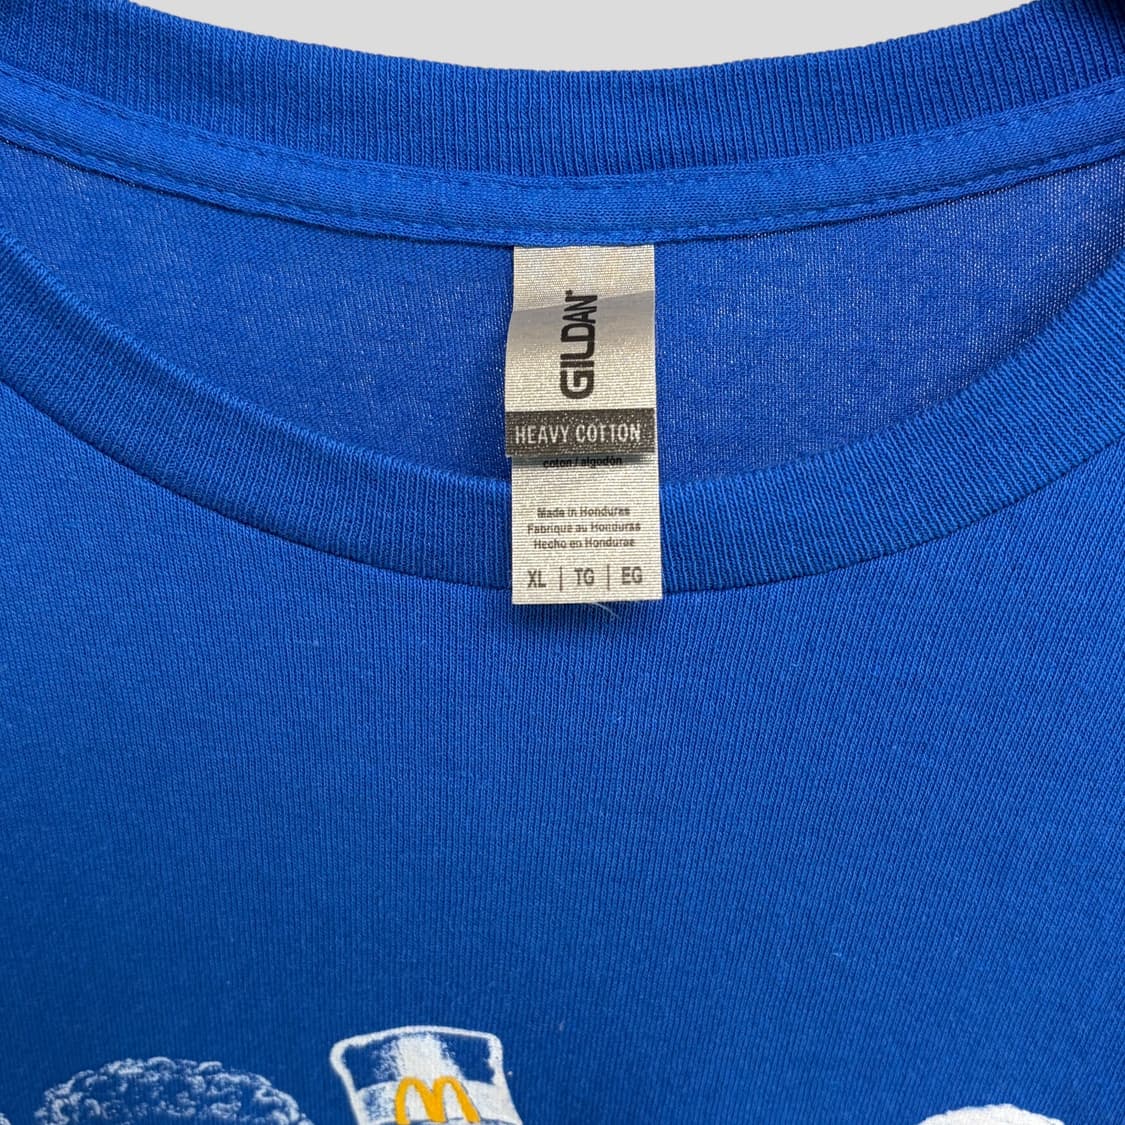 GILDAN®
HEAVY COTTON
coton / algodón
Made in Honduras
Fabriqué au Honduras
Hecho en Honduras
XL | TG | EG
M